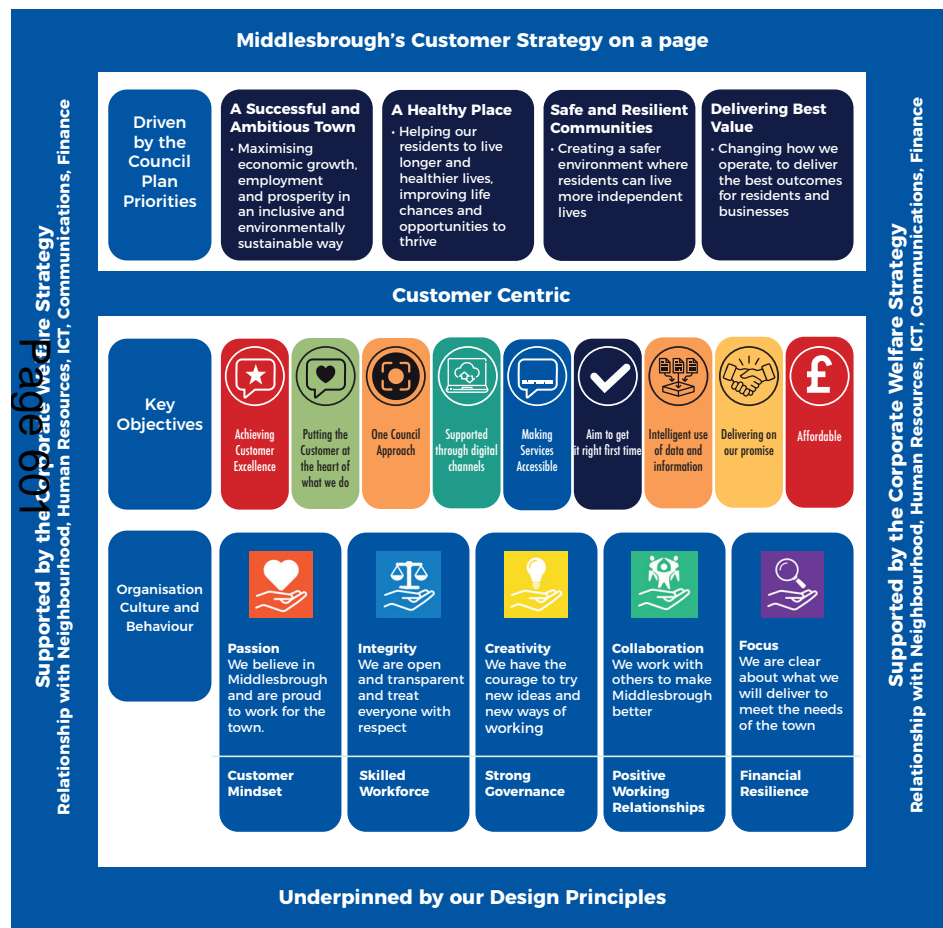 Middlesbrough's Customer Strategy on a page
Supported by the Corporate Welfare Strategy
Relationship with Neighbourhood, Human Resources, ICT, Communications, Finance
Page 601
Driven
by the
Council
Plan
Priorities
A Successful and
Ambitious Town
• Maximising
economic growth,
employment
and prosperity in
an inclusive and
environmentally
sustainable way
A Healthy Place
• Helping our
residents to live
longer and
healthier lives,
improving life
chances and
opportunities to
thrive
Safe and Resilient
Communities
• Creating a safer
environment where
residents can live
more independent
lives
Delivering Best
Value
• Changing how we
operate, to deliver
the best outcomes
for residents and
businesses
Customer Centric
Key
Objectives
Achieving
Customer
Excellence
Putting the
Customer at
the heart of
what we do
One Council
Approach
Supported
through digital
channels
Making
Services
Accessible
Aim to get
it right first time
Intelligent use
of data and
information
Delivering on
our promise
£
Affordable
Organisation
Culture and
Behaviour
Passion
We believe in
Middlesbrough
and are proud
to work for the
town.
Integrity
We are open
and transparent
and treat
everyone with
respect
Creativity
We have the
courage to try
new ideas and
new ways of
working
Collaboration
We work with
others to make
Middlesbrough
better
Focus
We are clear
about what we
will deliver to
meet the needs
of the town
Customer
Mindset
Skilled
Workforce
Strong
Governance
Positive
Working
Relationships
Financial
Resilience
Supported by the Corporate Welfare Strategy
Relationship with Neighbourhood, Human Resources, ICT, Communications, Finance
Underpinned by our Design Principles